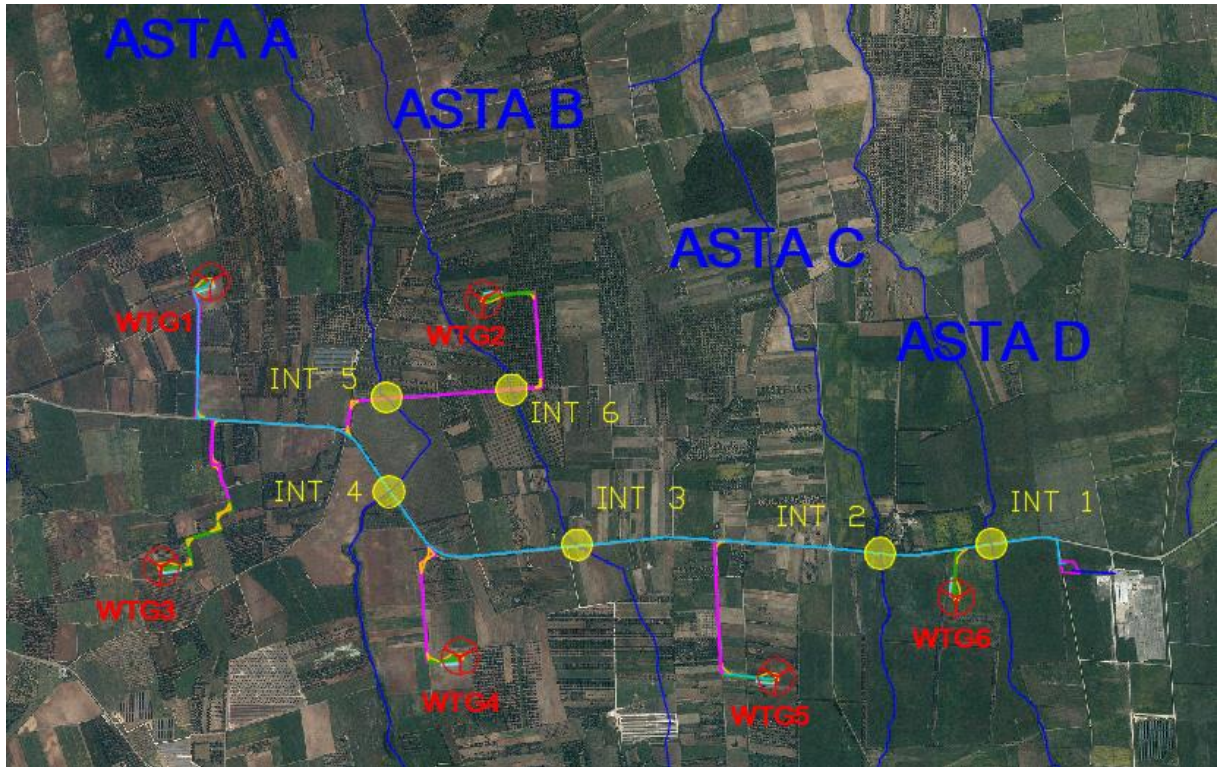 ASTA A
ASTA B
ASTA C
WTG1
WTG2
ASTA D
INT 5
INT 6
INT 4
INT 3
INT 2
INT 1
WTG3
WTG6
WTG4
WTG5